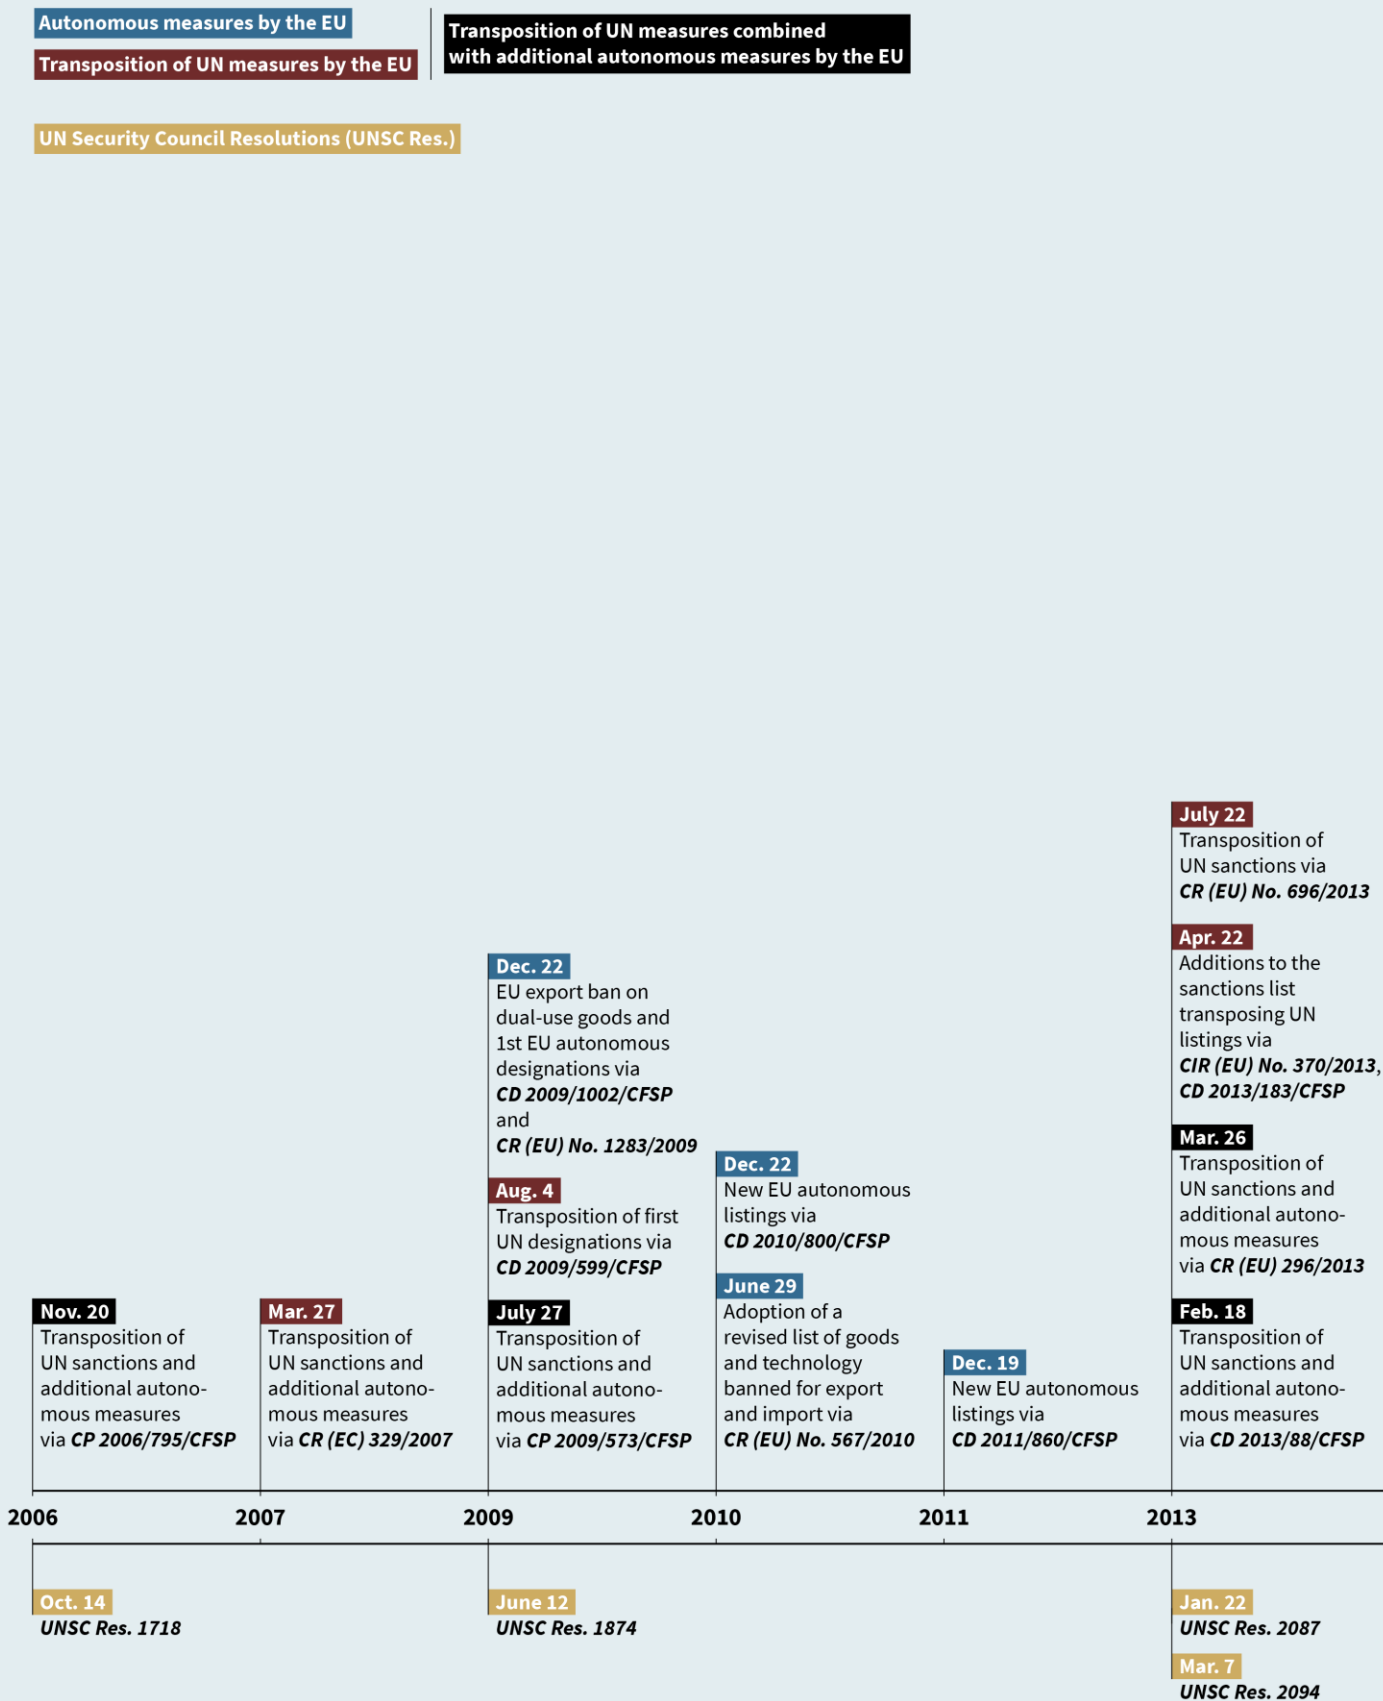 Autonomous measures by the EU
Transposition of UN measures by the EU
Transposition of UN measures combined
with additional autonomous measures by the EU
UN Security Council Resolutions (UNSC Res.)
Nov. 20
Transposition of
UN sanctions and
additional autono-
mous measures
via CP 2006/795/CFSP
Mar. 27
Transposition of
UN sanctions and
additional autono-
mous measures
via CR (EC) 329/2007
Dec. 22
EU export ban on
dual-use goods and
1st EU autonomous
designations via
CD 2009/1002/CFSP
and
CR (EU) No. 1283/2009
Aug. 4
Transposition of first
UN designations via
CD 2009/599/CFSP
July 27
Transposition of
UN sanctions and
additional autono-
mous measures
via CP 2009/573/CFSP
Dec. 22
New EU autonomous
listings via
CD 2010/800/CFSP
June 29
Adoption of a
revised list of goods
and technology
banned for export
and import via
CR (EU) No. 567/2010
Dec. 19
New EU autonomous
listings via
CD 2011/860/CFSP
July 22
Transposition of
UN sanctions via
CR (EU) No. 696/2013
Apr. 22
Additions to the
sanctions list
transposing UN
listings via
CIR (EU) No. 370/2013,
CD 2013/183/CFSP
Mar. 26
Transposition of
UN sanctions and
additional autono-
mous measures
via CR (EU) 296/2013
Feb. 18
Transposition of
UN sanctions and
additional autono-
mous measures
via CD 2013/88/CFSP
2006 2007 2009 2010 2011 2013
Oct. 14
UNSC Res. 1718
June 12
UNSC Res. 1874
Jan. 22
UNSC Res. 2087
Mar. 7
UNSC Res. 2094